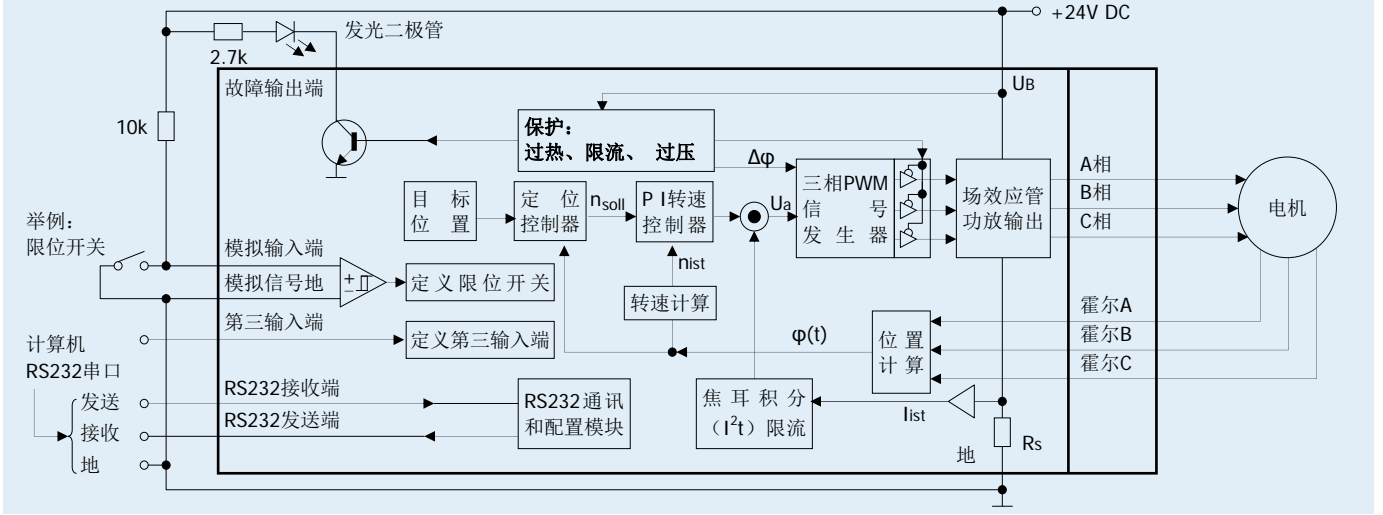 +24V DC
发光二极管
2.7k
故障输出端
UB
10k
保护：
过热、限流、 过压
Δφ
目 标
位 置
定 位
控制器
nsoll
P I转速
控制器
Ua
三相PWM
信 号
发 生 器
场效应管
功放输出
A相
B相
C相
电机
举例：
限位开关
模拟输入端
模拟信号地
±
定义限位开关
nist
转速计算
第三输入端
定义第三输入端
φ(t)
位 置
计 算
霍尔A
霍尔B
霍尔C
计算机
RS232串口
发送
接收
地
RS232接收端
RS232发送端
RS232通讯
和配置模块
焦 耳 积 分
（I²t）限流
Iist
Rs
地